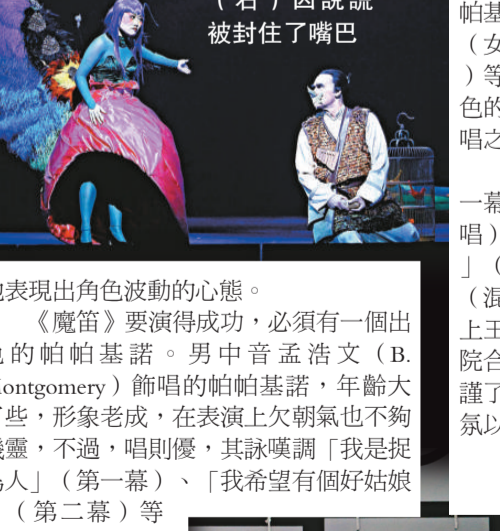 （右）因說謊
被封住了嘴巴
地表現出角色波動的心態。
《魔笛》要演得成功，必須有一個出
色的帕帕基諾。男中音孟浩文（B.
Montgomery）飾唱的帕帕基諾，年齡大
些，形象老成，在表演上欠朝氣也不夠
機靈，不過，唱則優，其詠嘆調「我是捉
鳥人」（第一幕）、「我希望有個好姑娘
（第二幕）等
帕基
（女
）等
色的
唱之
一幕
唱）
」（
（混
上王
院合
謹了
氛以